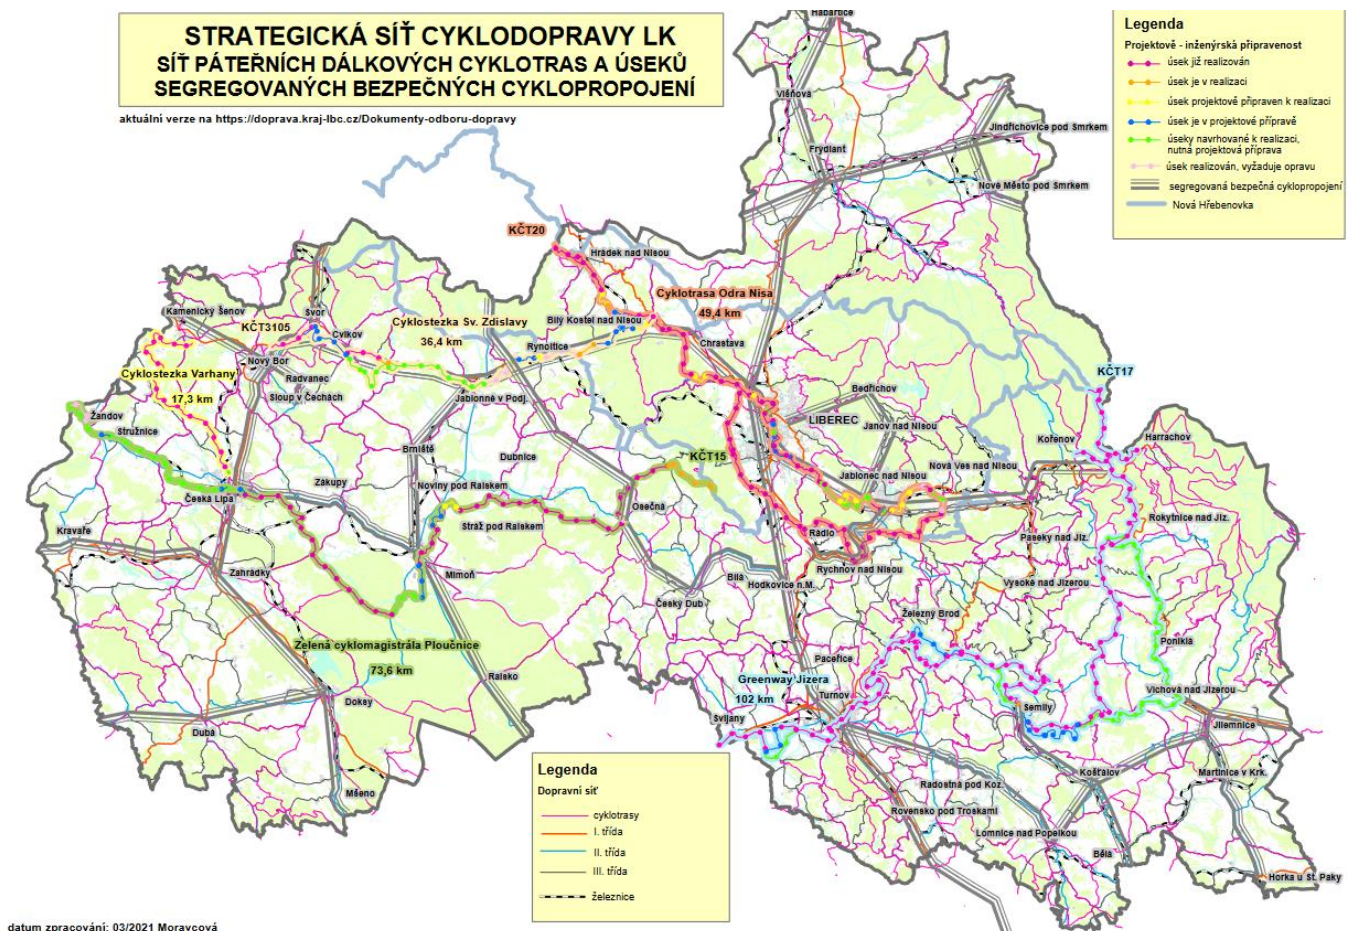 STRATEGICKÁ SÍŤ CYKLODOPRAVY LK
SÍŤ PÁTEŘNÍCH DÁLKOVÝCH CYKLOTRAS A ÚSEKŮ
SEGREGOVANÝCH BEZPEČNÝCH CYKLOPROPOJENÍ
aktuální verze na https://doprava.kraj-lbc.cz/Dokumenty-odboru-dopravy
Legenda
Projektově - inženýrská připravenost
úsek již realizován
úsek je v realizaci
úsek projektově připraven k realizaci
úsek je v projektové přípravě
úseky navrhované k realizaci,
nutná projektová příprava
úsek realizován, vyžaduje opravu
segregovaná bezpečná cyklopropojení
Nová Hřebenovka
Habartice
Višňová
Jindřichovice pod Smrkem
Frýdlant
Nové Město pod Smrkem
KČT20
Hrádek nad Nisou
Cyklotrasa Odra Nisa
49,4 km
Kamenický Šenov
Svor
KČT3105
Cvikov
Cyklostezka Sv. Zdislavy
36,4 km
Bílý Kostel nad Nisou
Rynoltice
Chrastava
Nový Bor
Cyklostezka Varhany
17,3 km
Radvanec
Sloup v Čechách
Jablonné v Podj.
KČT17
Bedřichov
LIBEREC
Janov nad Nisou
Žandov
Stružnice
Brniště
Dubnice
KČT15
Kořenov
Harrachov
Jablonec nad Nisou
Nová Ves nad Nisou
Zákupy
Noviny pod Ralskem
Česká Lípa
Osečná
Stráž pod Ralskem
Rokytnice nad Jiz.
Kravaře
Rádlo
Paseky nad Jiz.
Zahrádky
Mimoň
Bílá
Rychnov nad Nisou
Hodkovice n.M.
Vysoké nad Jizerou
Český Dub
Železný Brod
Poniklá
Zelená cyklomagistrála Ploučnice
73,6 km
Ralsko
Paceřice
Greenway Jizera
102 km
Turnov
Doksy
Svijany
Semily
Víchová nad Jizerou
Jilemnice
Dubá
Košťálov
Martinice v Krk.
Radostná pod Koz.
Mšeno
Rovensko pod Troskami
Lomnice nad Popelkou
Bělá
Horka u St. Paky
Legenda
Dopravní síť
cyklotrasy
I. třída
II. třída
III. třída
železnice
datum zpracování: 03/2021 Moravcová